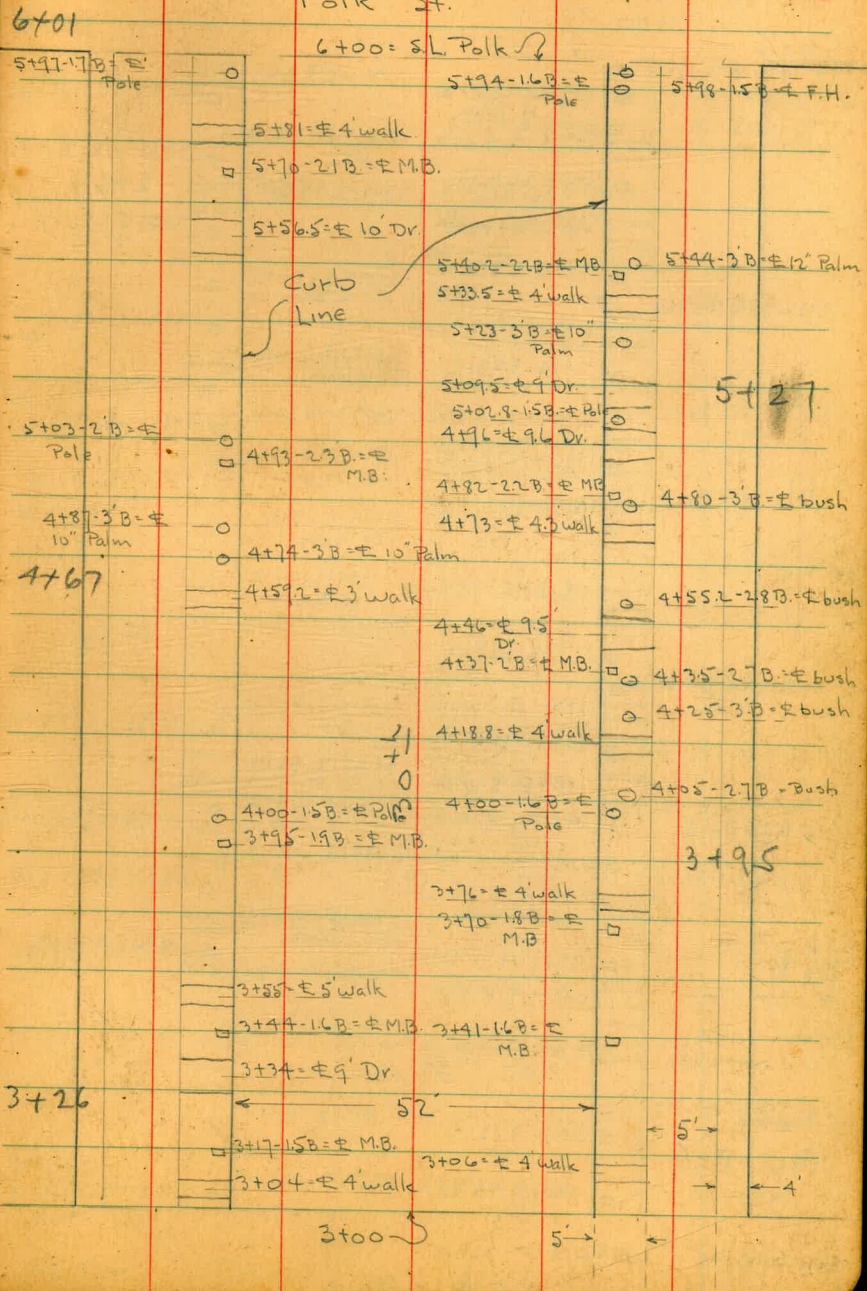 Polk St.
6+01
6+00 = S.L. Polk
5+97-1.7 B = ℄
Pole
5+94-1.6 B = ℄
Pole
5+98-1.5 B = ℄ F.H.
5+81 = ℄ 4' walk
5+70-2.1 B = ℄ M.B.
5+56.5 = ℄ 10' Dr.
5+40.2-2.2 B = ℄ MB
5+44-3' B = ℄ 12" Palm
Curb
Line
5+33.5 = ℄ 4' walk
5+23-3' B = ℄ 10"
Palm
5+09.5 = ℄ 9' Dr.
5+27
5+02.8-1.5 B. = ℄ Pole
5+03-2' B = ℄
Pole
4+96 = ℄ 9.6 Dr.
4+93-2.3 B. = ℄
M.B.
4+82-2.2 B = ℄ MB
4+80-3' B = ℄ bush
4+87-3' B = ℄
10" Palm
4+73 = ℄ 4.3' walk
4+74-3' B = ℄ 10" Palm
4+67
4+59.2 = ℄ 3' walk
4+55.2-2.8 B. = ℄ bush
4+46 = ℄ 9.5'
Dr.
4+37-2' B = ℄ M.B.
4+35-2.7 B. = ℄ bush
4+25-3' B = ℄ bush
4+18.8 = ℄ 4' walk
4+05-2.7 B = Bush
4+00-1.5 B = ℄ Pole
4+00-1.6 B = ℄
Pole
3+95-1.9 B = ℄ M.B.
3+95
3+76 = ℄ 4' walk
3+70-1.8 B = ℄
M.B
3+55 = ℄ 5' walk
3+44-1.6 B = ℄ M.B.
3+41-1.6 B = ℄
M.B.
3+34 = ℄ 9' Dr
3+26
52'
5'
3+17-1.5 B = ℄ M.B.
3+06 = ℄ 4' walk
3+04 = ℄ 4' walk
4'
3+00
5'